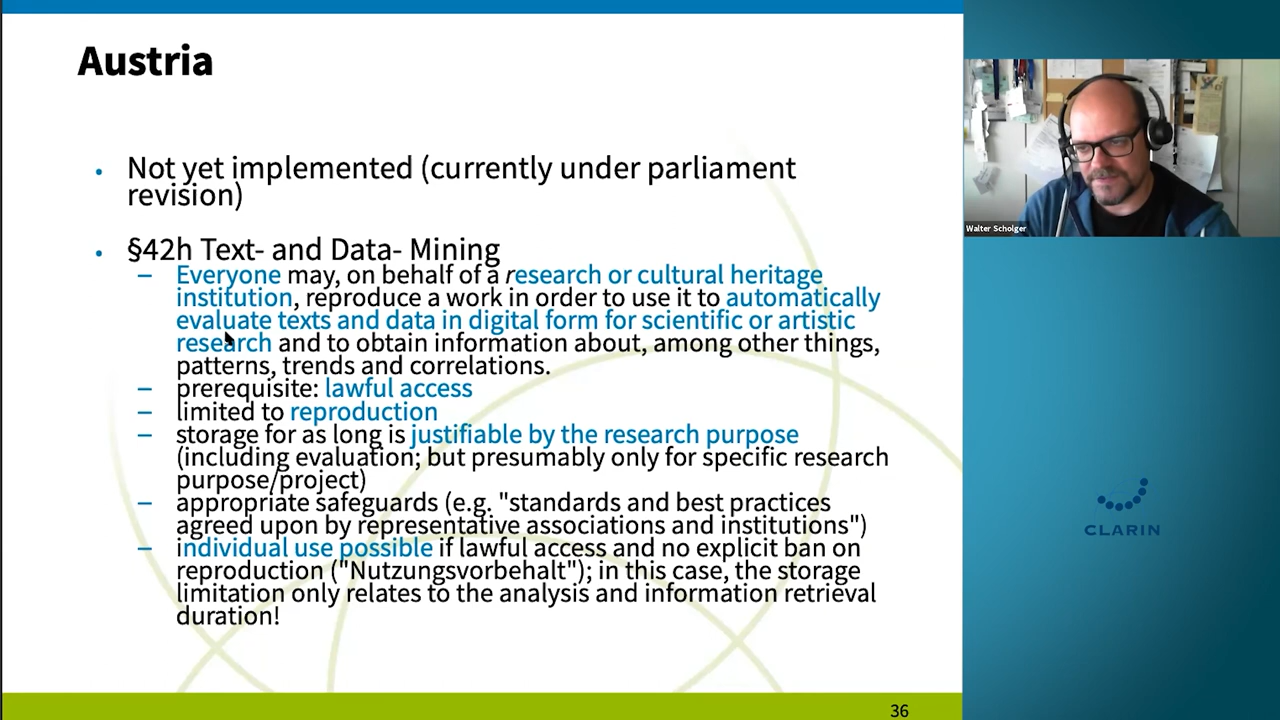 Austria
• Not yet implemented (currently under parliament
revision)
• §42h Text- and Data- Mining
– Everyone may, on behalf of a research or cultural heritage
institution, reproduce a work in order to use it to automatically
evaluate texts and data in digital form for scientific or artistic
research and to obtain information about, among other things,
patterns, trends and correlations.
– prerequisite: lawful access
– limited to reproduction
– storage for as long is justifiable by the research purpose
(including evaluation; but presumably only for specific research
purpose/project)
– appropriate safeguards (e.g. "standards and best practices
agreed upon by representative associations and institutions")
– individual use possible if lawful access and no explicit ban on
reproduction ("Nutzungsvorbehalt"); in this case, the storage
limitation only relates to the analysis and information retrieval
duration!
36
Walter Scholger
CLARIN